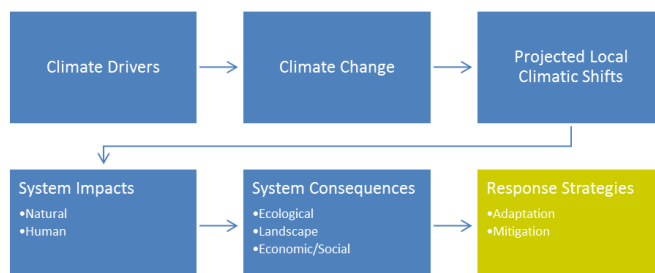 Climate Drivers
Climate Change
Projected Local
Climatic Shifts
System Impacts
•Natural
•Human
System Consequences
•Ecological
•Landscape
•Economic/Social
Response Strategies
•Adaptation
•Mitigation